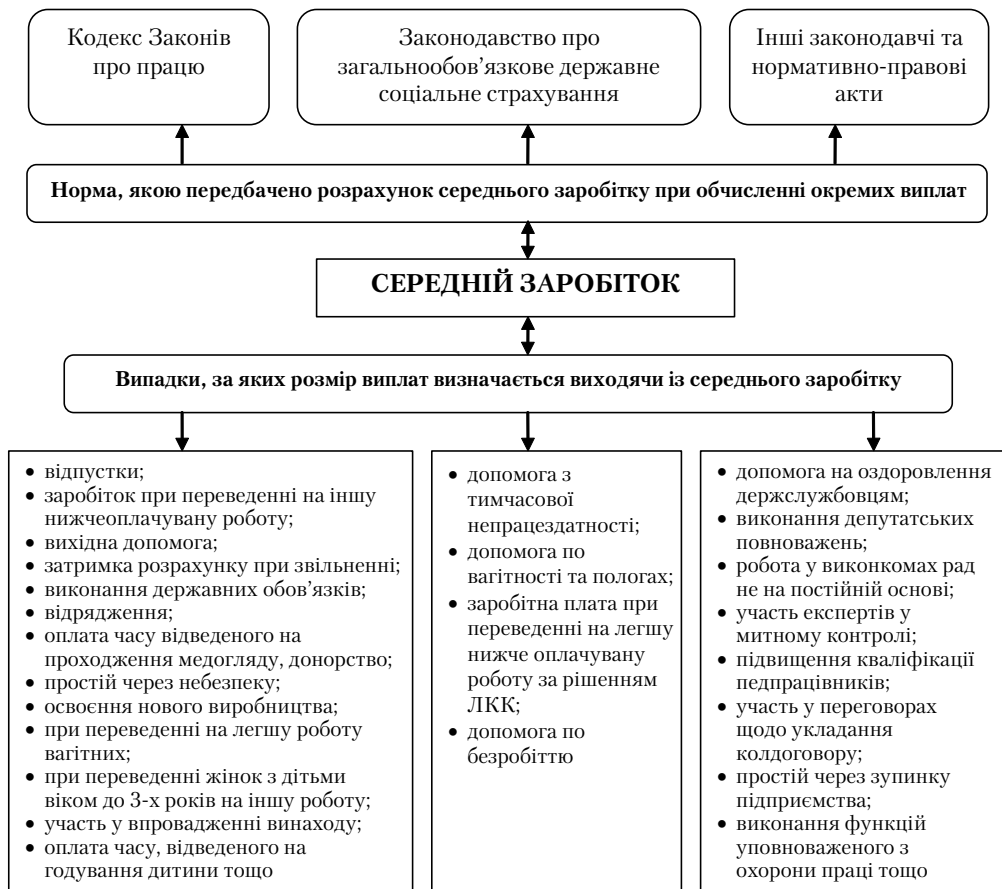 Кодекс Законів
про працю
Законодавство про
загальнообов’язкове державне
соціальне страхування
Інші законодавчі та
нормативно-правові
акти
Норма, якою передбачено розрахунок середнього заробітку при обчисленні окремих виплат
СЕРЕДНІЙ ЗАРОБІТОК
Випадки, за яких розмір виплат визначається виходячи із середнього заробітку
• відпустки;
• заробіток при переведенні на іншу
нижчеоплачувану роботу;
• вихідна допомога;
• затримка розрахунку при звільненні;
• виконання державних обов’язків;
• відрядження;
• оплата часу відведеного на
проходження медогляду, донорство;
• простій через небезпеку;
• освоєння нового виробництва;
• при переведенні на легшу роботу
вагітних;
• при переведенні жінок з дітьми
віком до 3-х років на іншу роботу;
• участь у впровадженні винаходу;
• оплата часу, відведеного на
годування дитини тощо
• допомога з
тимчасової
непрацездатності;
• допомога по
вагітності та пологах;
• заробітна плата при
переведенні на легшу
нижче оплачувану
роботу за рішенням
ЛКК;
• допомога по
безробіттю
• допомога на оздоровлення
держслужбовцям;
• виконання депутатських
повноважень;
• робота у виконкомах рад
не на постійній основі;
• участь експертів у
митному контролі;
• підвищення кваліфікації
педпрацівників;
• участь у переговорах
щодо укладання
колдоговору;
• простій через зупинку
підприємства;
• виконання функцій
уповноваженого з
охорони праці тощо